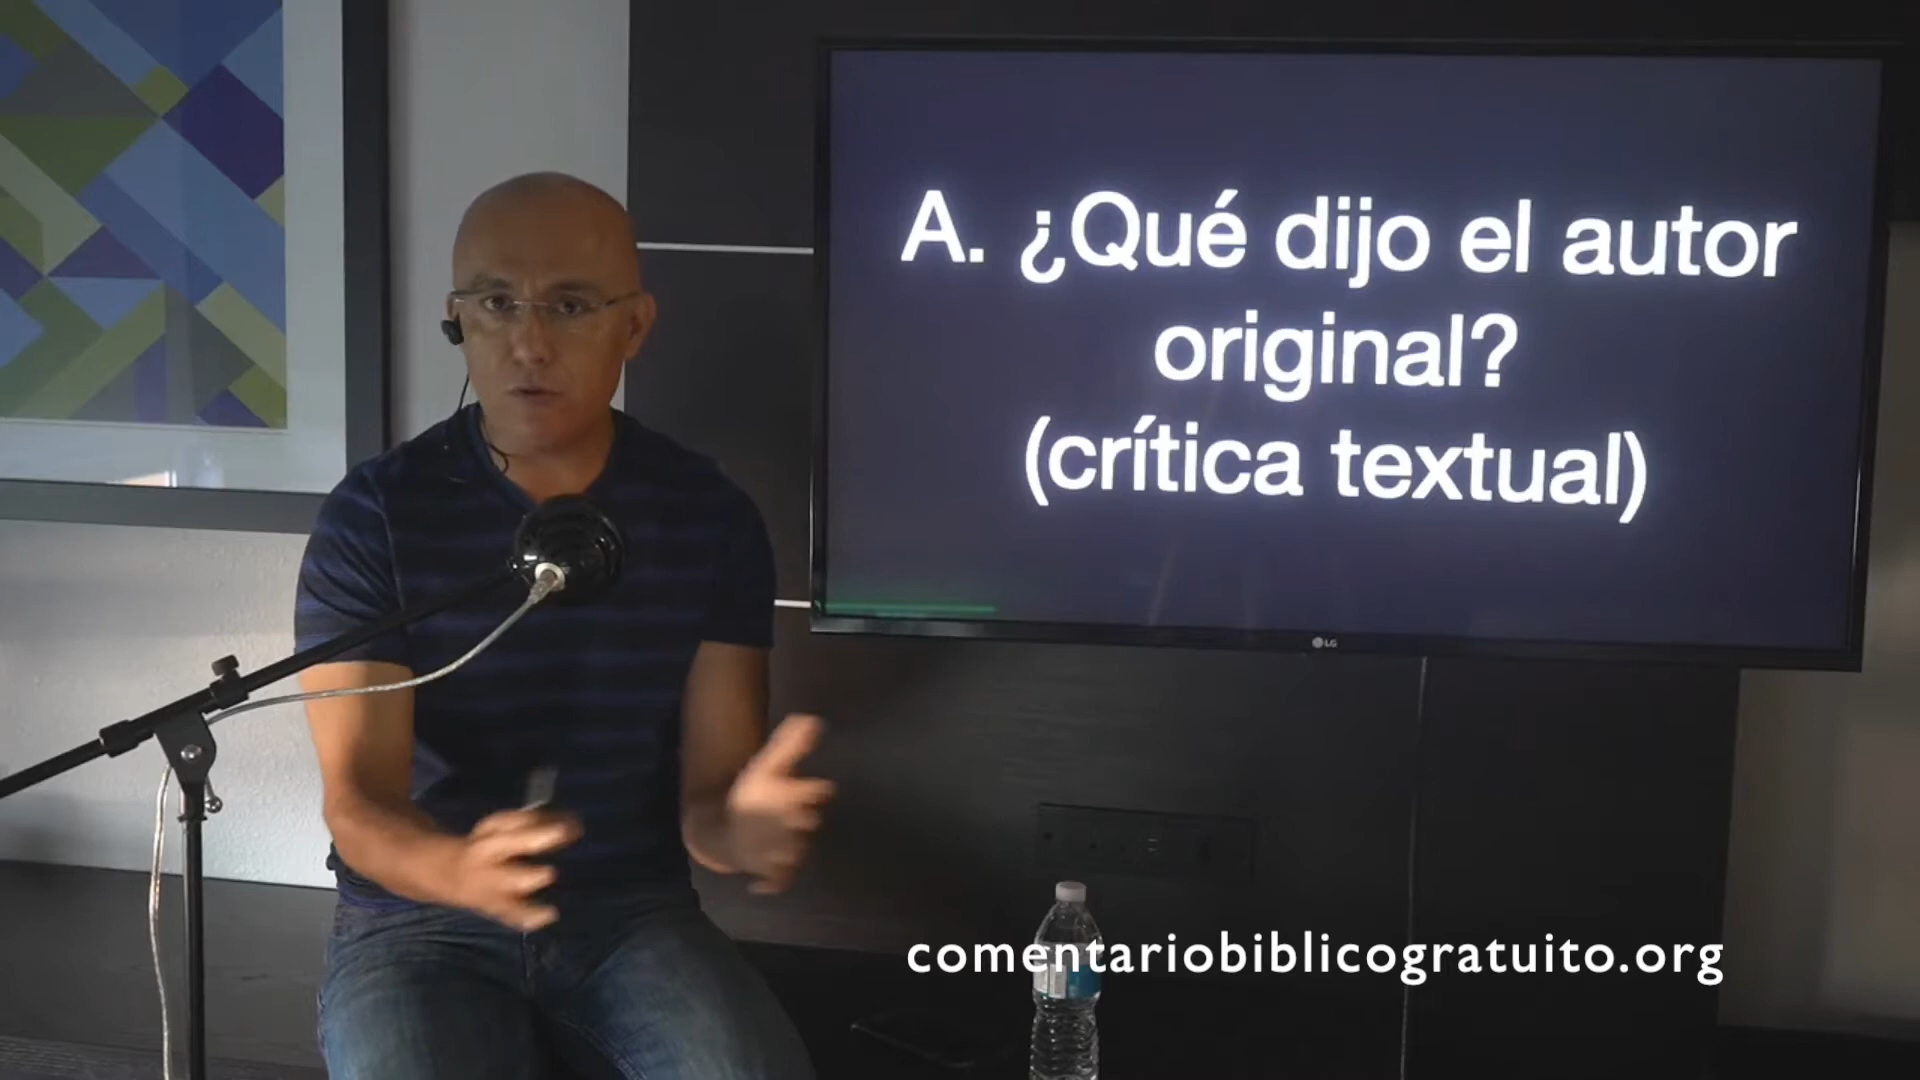 A. ¿Qué dijo el autor
original?
(crítica textual)
LG
comentariobiblicogratuito.org